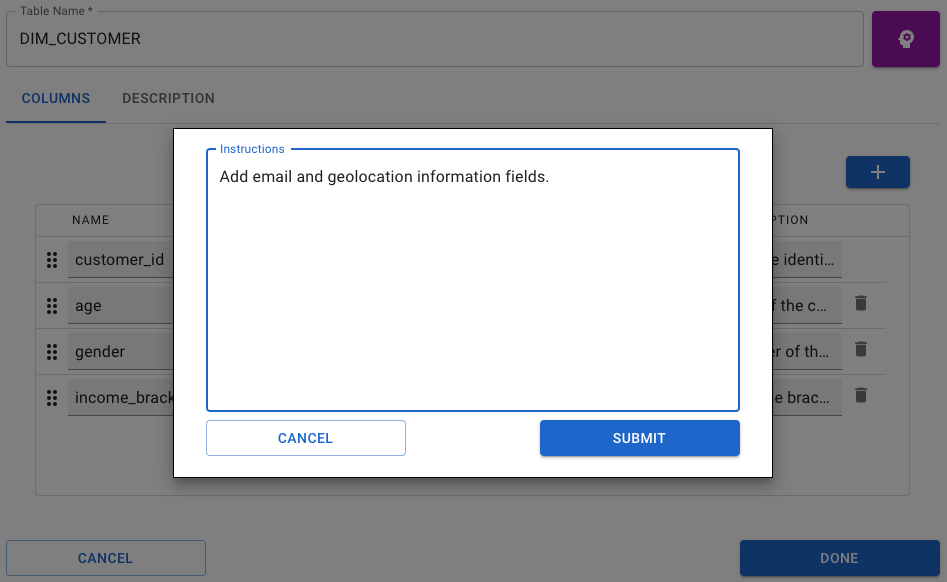 Table Name *
DIM_CUSTOMER
COLUMNS DESCRIPTION
Instructions
Add email and geolocation information fields.
CANCEL SUBMIT
NAME
customer_id e identi...
age f the c...
gender er of th...
income_brack e brac...
CANCEL DONE